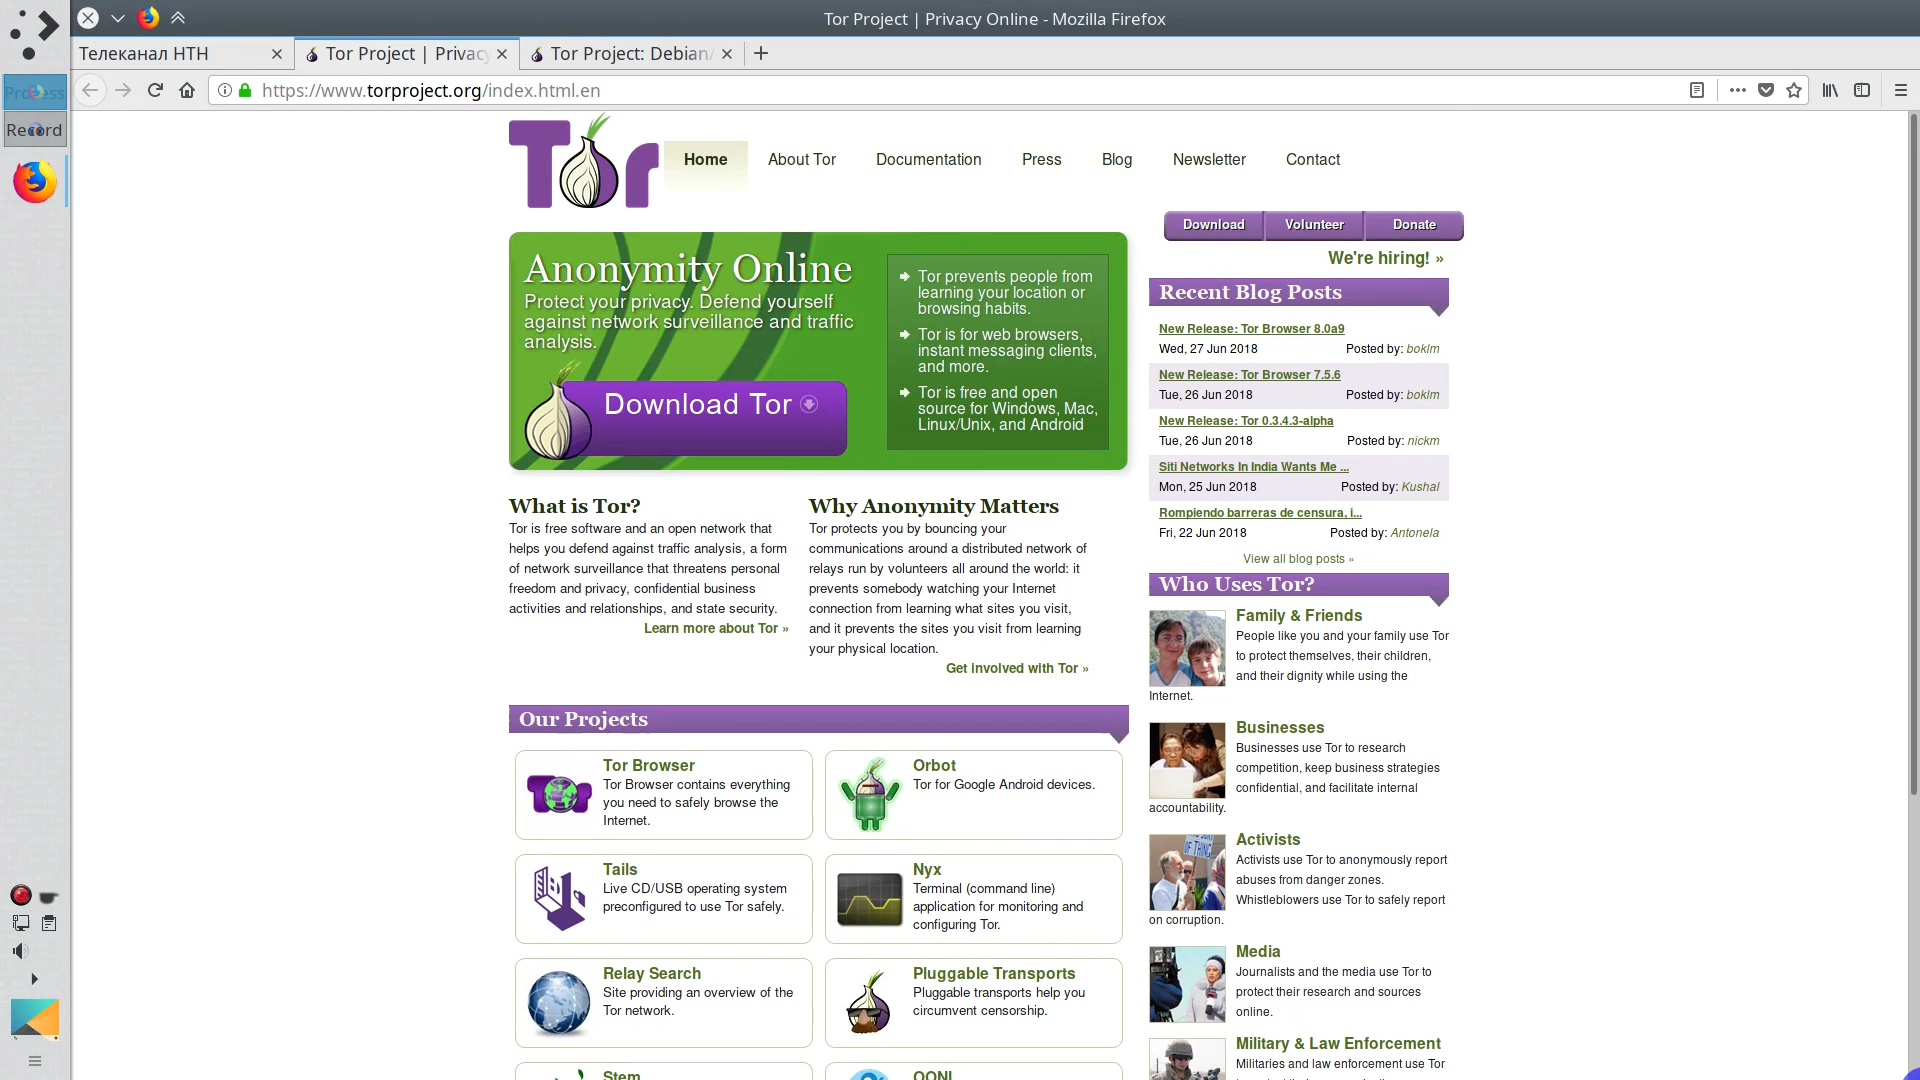 Tor Project | Privacy Online - Mozilla Firefox
Телеканал НТН
Tor Project | Privacy
Tor Project: Debian/
https://www.torproject.org/index.html.en
Record
Tor
Home
About Tor
Documentation
Press
Blog
Newsletter
Contact
Download
Volunteer
Donate
We're hiring! »
Anonymity Online
Protect your privacy. Defend yourself
against network surveillance and traffic
analysis.
Download Tor
Tor prevents people from
learning your location or
browsing habits.
Tor is for web browsers,
instant messaging clients,
and more.
Tor is free and open
source for Windows, Mac,
Linux/Unix, and Android
What is Tor?
Tor is free software and an open network that
helps you defend against traffic analysis, a form
of network surveillance that threatens personal
freedom and privacy, confidential business
activities and relationships, and state security.
Learn more about Tor »
Why Anonymity Matters
Tor protects you by bouncing your
communications around a distributed network of
relays run by volunteers all around the world: it
prevents somebody watching your Internet
connection from learning what sites you visit,
and it prevents the sites you visit from learning
your physical location.
Get involved with Tor »
Our Projects
Tor Browser
Tor Browser contains everything
you need to safely browse the
Internet.
Orbot
Tor for Google Android devices.
Tails
Live CD/USB operating system
preconfigured to use Tor safely.
Nyx
Terminal (command line)
application for monitoring and
configuring Tor.
Relay Search
Site providing an overview of the
Tor network.
Pluggable Transports
Pluggable transports help you
circumvent censorship.
Stem
OONI
Recent Blog Posts
New Release: Tor Browser 8.0a9
Wed, 27 Jun 2018 Posted by: boklm
New Release: Tor Browser 7.5.6
Tue, 26 Jun 2018 Posted by: boklm
New Release: Tor 0.3.4.3-alpha
Tue, 26 Jun 2018 Posted by: nickm
Siti Networks In India Wants Me ...
Mon, 25 Jun 2018 Posted by: Kushal
Rompiendo barreras de censura, i...
Fri, 22 Jun 2018 Posted by: Antonela
View all blog posts »
Who Uses Tor?
Family & Friends
People like you and your family use Tor
to protect themselves, their children,
and their dignity while using the
Internet.
Businesses
Businesses use Tor to research
competition, keep business strategies
confidential, and facilitate internal
accountability.
Activists
Activists use Tor to anonymously report
abuses from danger zones.
Whistleblowers use Tor to safely report
on corruption.
Media
Journalists and the media use Tor to
protect their research and sources
online.
Military & Law Enforcement
Militaries and law enforcement use Tor